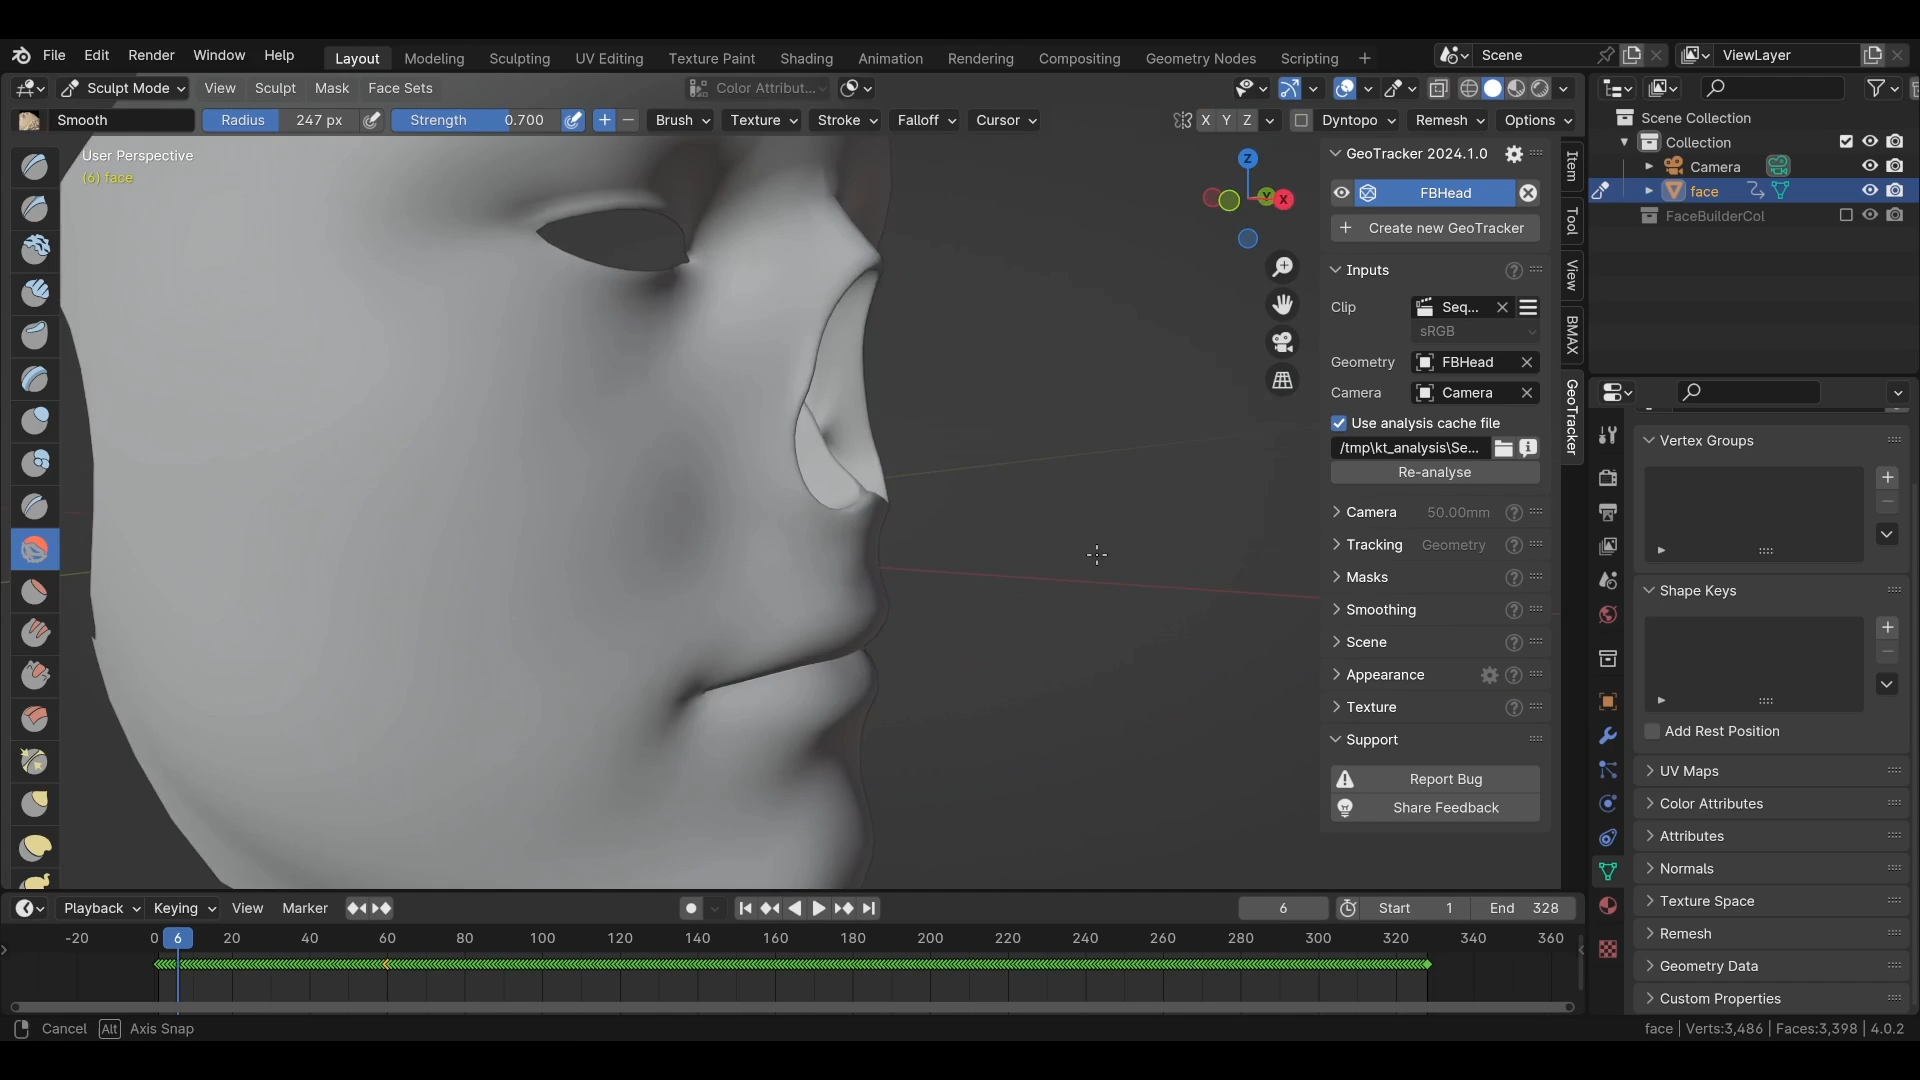 File Edit Render Window Help Layout Modeling Sculpting UV Editing Texture Paint Shading Animation Rendering Compositing Geometry Nodes Scripting + Scene ViewLayer
Sculpt Mode View Sculpt Mask Face Sets Color Attribut...
Smooth Radius 247 px Strength 0.700 Brush Texture Stroke Falloff Cursor X Y Z Dyntopo Remesh Options
Scene Collection
Collection
Camera
face
FaceBuilderCol
User Perspective
(6) face
Z
Y
X
GeoTracker 2024.1.0
FBHead
Create new GeoTracker
Inputs
Clip Seq...
sRGB
Geometry FBHead
Camera Camera
Use analysis cache file
/tmp\kt_analysis\Se...
Re-analyse
Camera 50.00mm
Tracking Geometry
Masks
Smoothing
Scene
Appearance
Texture
Support
Report Bug
Share Feedback
Item
Tool
View
BMAX
GeoTracker
Vertex Groups
Shape Keys
Add Rest Position
UV Maps
Color Attributes
Attributes
Normals
Texture Space
Remesh
Geometry Data
Custom Properties
Playback Keying View Marker 6 Start 1 End 328
-20 0 6 20 40 60 80 100 120 140 160 180 200 220 240 260 280 300 320 340 360
Cancel Alt Axis Snap face | Verts:3,486 | Faces:3,398 | 4.0.2